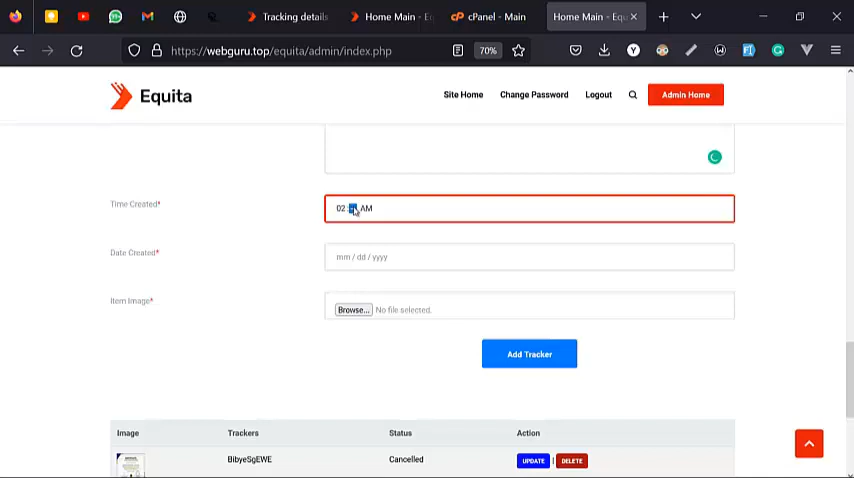 Tracking details
Home Main - Equ
cPanel - Main
Home Main - Equ
https://webguru.top/equita/admin/index.php
70%
Equita
Site Home
Change Password
Logout
Admin Home
Time Created*
02 : AM
Date Created*
mm / dd / yyyy
Item Image*
Browse... No file selected.
Add Tracker
Image
Trackers
Status
Action
BibyeSgEWE
Cancelled
UPDATE | DELETE